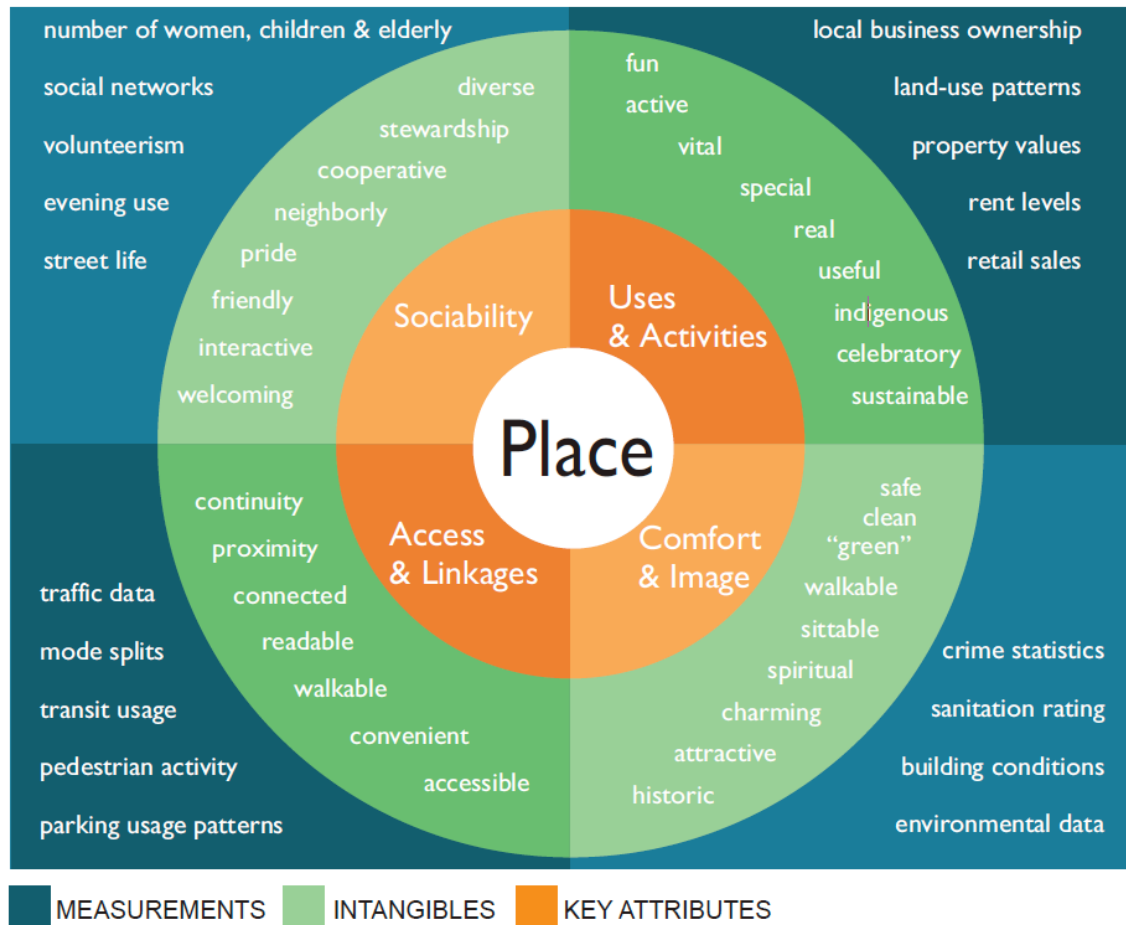 number of women, children & elderly
social networks
volunteerism
evening use
street life
diverse
stewardship
cooperative
neighborly
pride
friendly
interactive
welcoming
Sociability
fun
active
vital
special
real
useful
indigenous
celebratory
sustainable
Uses
& Activities
local business ownership
land-use patterns
property values
rent levels
retail sales
Place
continuity
proximity
connected
readable
walkable
convenient
accessible
Access
& Linkages
traffic data
mode splits
transit usage
pedestrian activity
parking usage patterns
Comfort
& Image
safe
clean
“green”
walkable
sittable
spiritual
charming
attractive
historic
crime statistics
sanitation rating
building conditions
environmental data
MEASUREMENTS
INTANGIBLES
KEY ATTRIBUTES